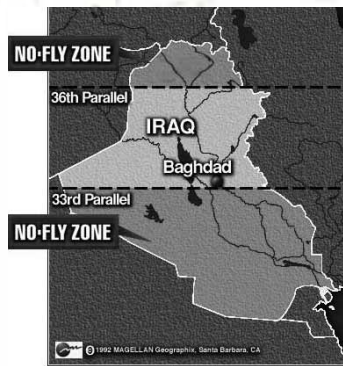 NO-FLY ZONE
36th Parallel
IRAQ
Baghdad
33rd Parallel
NO-FLY ZONE
© 1992 MAGELLAN Geographix, Santa Barbara, CA